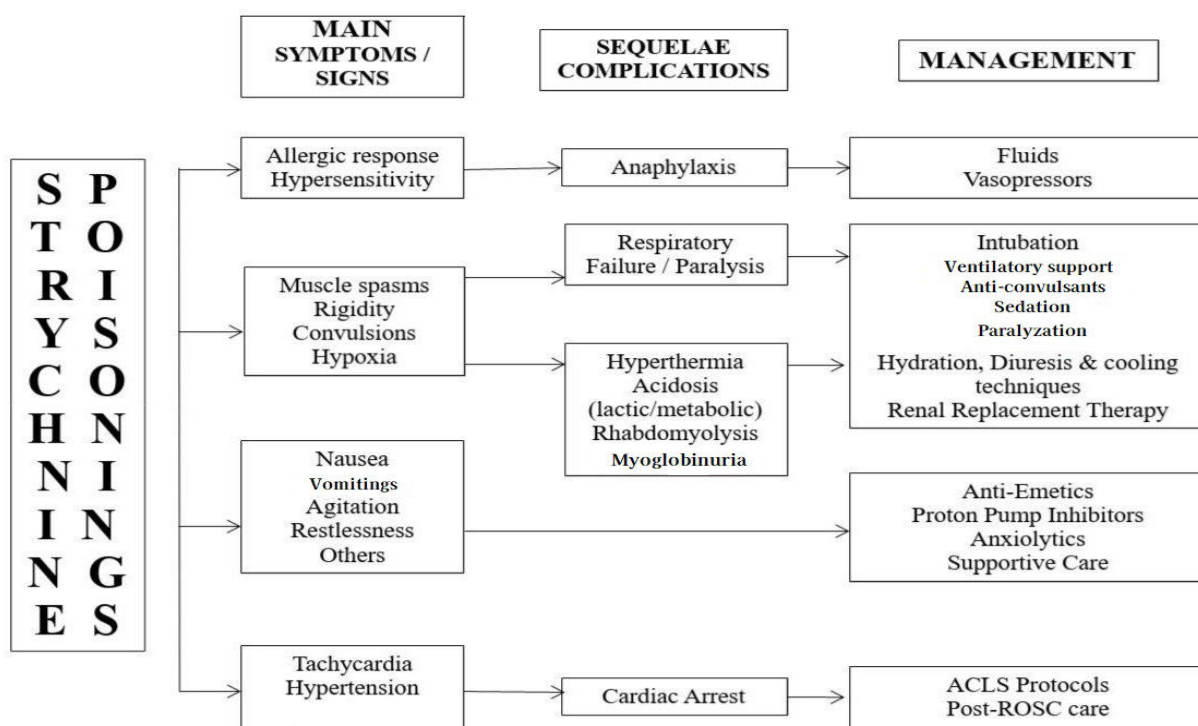 MAIN
SYMPTOMS /
SIGNS
SEQUELAE
COMPLICATIONS
MANAGEMENT
STRYCHNINE
POISONINGS
Allergic response
Hypersensitivity
Anaphylaxis
Fluids
Vasopressors
Muscle spasms
Rigidity
Convulsions
Hypoxia
Respiratory
Failure / Paralysis
Hyperthermia
Acidosis
(lactic/metabolic)
Rhabdomyolysis
Myoglobinuria
Intubation
Ventilatory support
Anti-convulsants
Sedation
Paralyzation
Hydration, Diuresis & cooling
techniques
Renal Replacement Therapy
Nausea
Vomitings
Agitation
Restlessness
Others
Anti-Emetics
Proton Pump Inhibitors
Anxiolytics
Supportive Care
Tachycardia
Hypertension
Cardiac Arrest
ACLS Protocols
Post-ROSC care